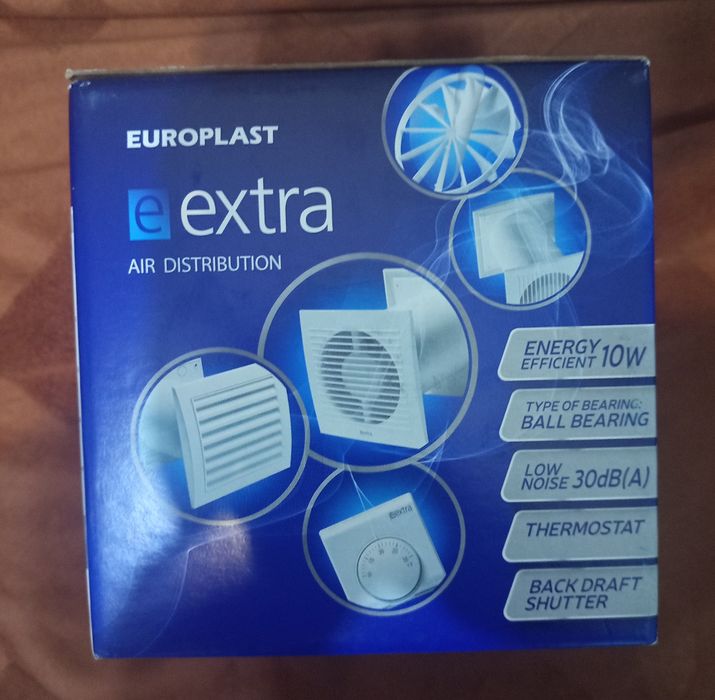 EUROPLAST
e extra
AIR DISTRIBUTION
ENERGY
EFFICIENT 10W
TYPE OF BEARING:
BALL BEARING
LOW
NOISE 30dB(A)
THERMOSTAT
BACK DRAFT
SHUTTER
extra